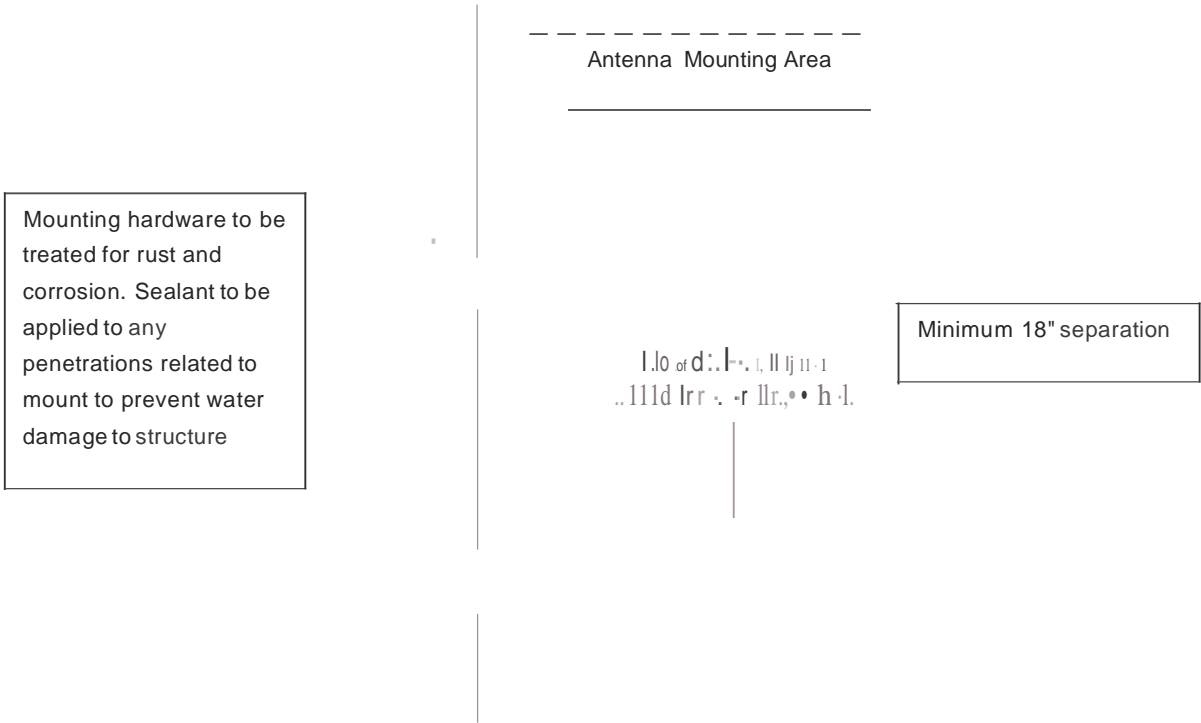 Antenna Mounting Area
Mounting hardware to be
treated for rust and
corrosion. Sealant to be
applied to any
penetrations related to
mount to prevent water
damage to structure
Minimum 18" separation